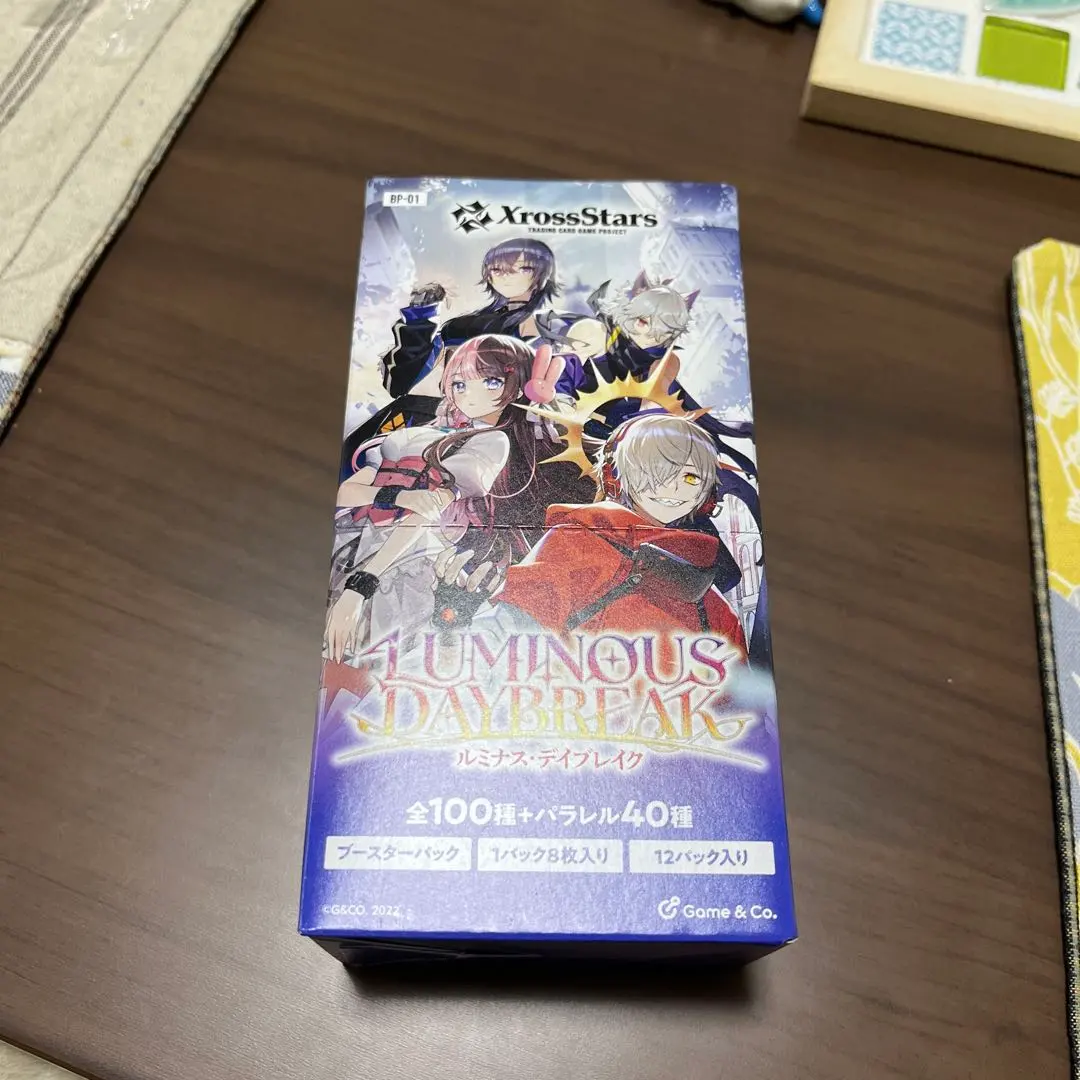 BP-01
XrossStars
TRADING CARD GAME PROJECT
LUMINOUS
DAYBREAK
ルミナス・デイブレイク
全100種+パラレル40種
ブースターパック
1パック8枚入り
12パック入り
©G&CO. 2022
Game & Co.